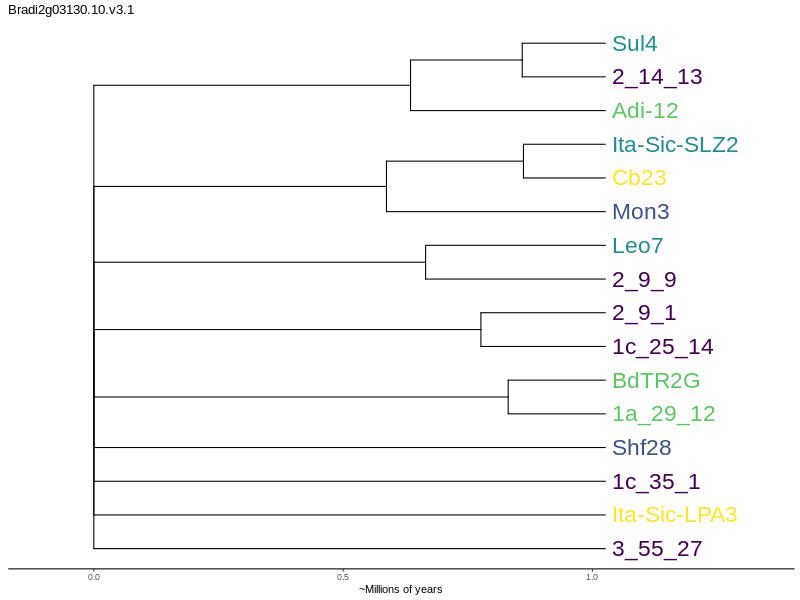 Bradi2g03130.10.v3.1
Sul4
2_14_13
Adi-12
Ita-Sic-SLZ2
Cb23
Mon3
Leo7
2_9_9
2_9_1
1c_25_14
BdTR2G
1a_29_12
Shf28
1c_35_1
Ita-Sic-LPA3
3_55_27
0.0 0.5 1.0
~Millions of years